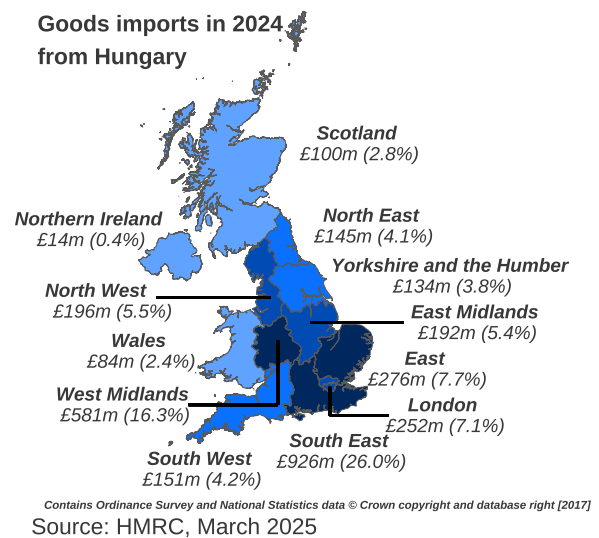 Goods imports in 2024
from Hungary
Scotland
£100m (2.8%)
Northern Ireland
£14m (0.4%)
North East
£145m (4.1%)
Yorkshire and the Humber
£134m (3.8%)
North West
£196m (5.5%)
East Midlands
£192m (5.4%)
Wales
£84m (2.4%)
East
£276m (7.7%)
West Midlands
£581m (16.3%)
London
£252m (7.1%)
South East
£926m (26.0%)
South West
£151m (4.2%)
Contains Ordinance Survey and National Statistics data © Crown copyright and database right [2017]
Source: HMRC, March 2025